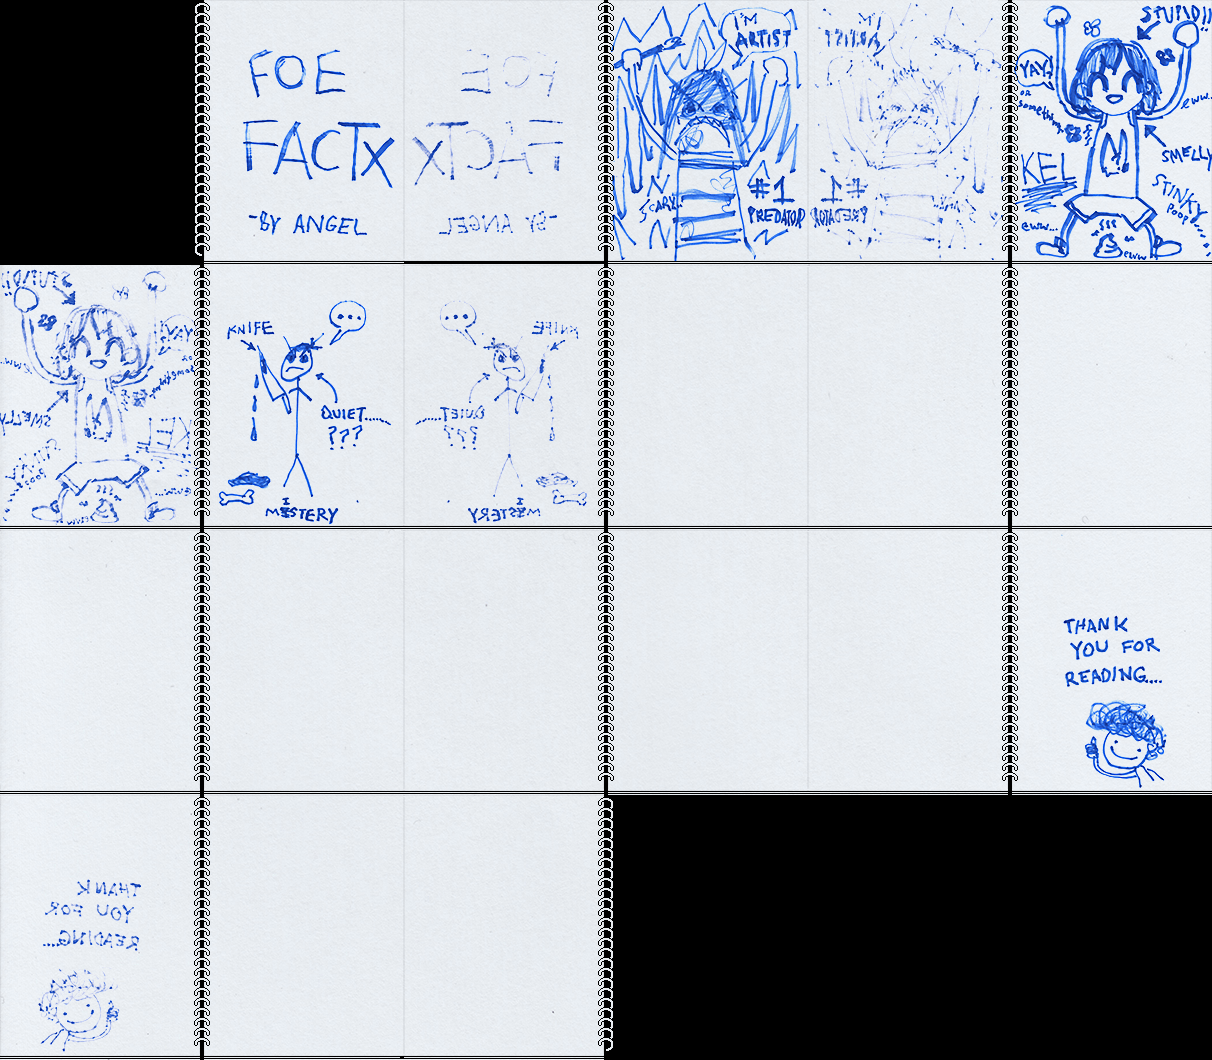 FOE
FACTX
-BY ANGEL
I'M
ARTIST
SCARY...
#1
PREDATOR
STUPID!!
YAY!
or
something.
eww..
KEL
SMELLY
STINKY
POOP
eww...
eww
KNIFE
...
QUIET......
???
I
MYSTERY
THANK
YOU FOR
READING....